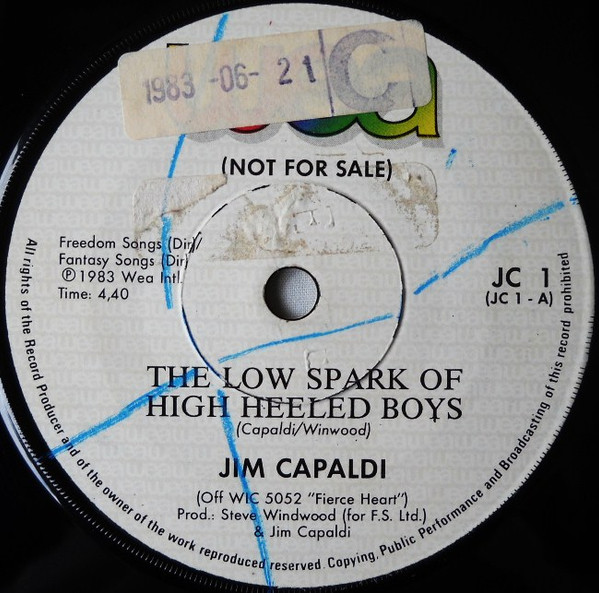 1983 -06- 21
C
(NOT FOR SALE)
Freedom Songs (Dir)/
Fantasy Songs (Dir)
℗ 1983 Wea Intl.
Time: 4,40
JC 1
(JC 1 - A)
THE LOW SPARK OF
HIGH HEELED BOYS
(Capaldi/Winwood)
JIM CAPALDI
(Off WIC 5052 "Fierce Heart")
Prod.: Steve Windwood (for F.S. Ltd.)
& Jim Capaldi
All rights of the Record Producer and of the owner of the work reproduced reserved. Copying, Public Performance and Broadcasting of this record prohibited